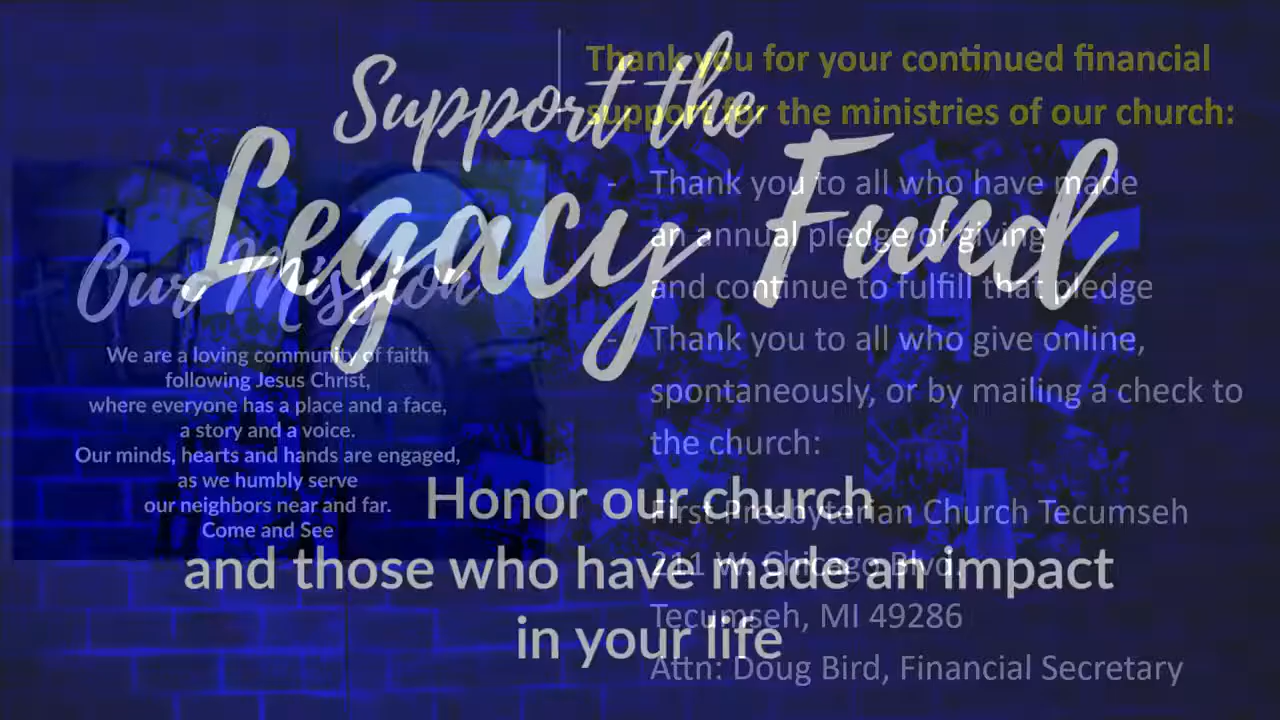 Support the
Legacy Fund
Honor our church
and those who have made an impact
in your life
Our Mission
We are a loving community of faith
following Jesus Christ,
where everyone has a place and a face,
a story and a voice.
Our minds, hearts and hands are engaged,
as we humbly serve
our neighbors near and far.
Come and See
Thank you for your continued financial
support for the ministries of our church:
- Thank you to all who have made
an annual pledge of giving
and continue to fulfill that pledge
- Thank you to all who give online,
spontaneously, or by mailing a check to
the church:
First Presbyterian Church Tecumseh
211 W. Chicago Blvd.
Tecumseh, MI 49286
Attn: Doug Bird, Financial Secretary